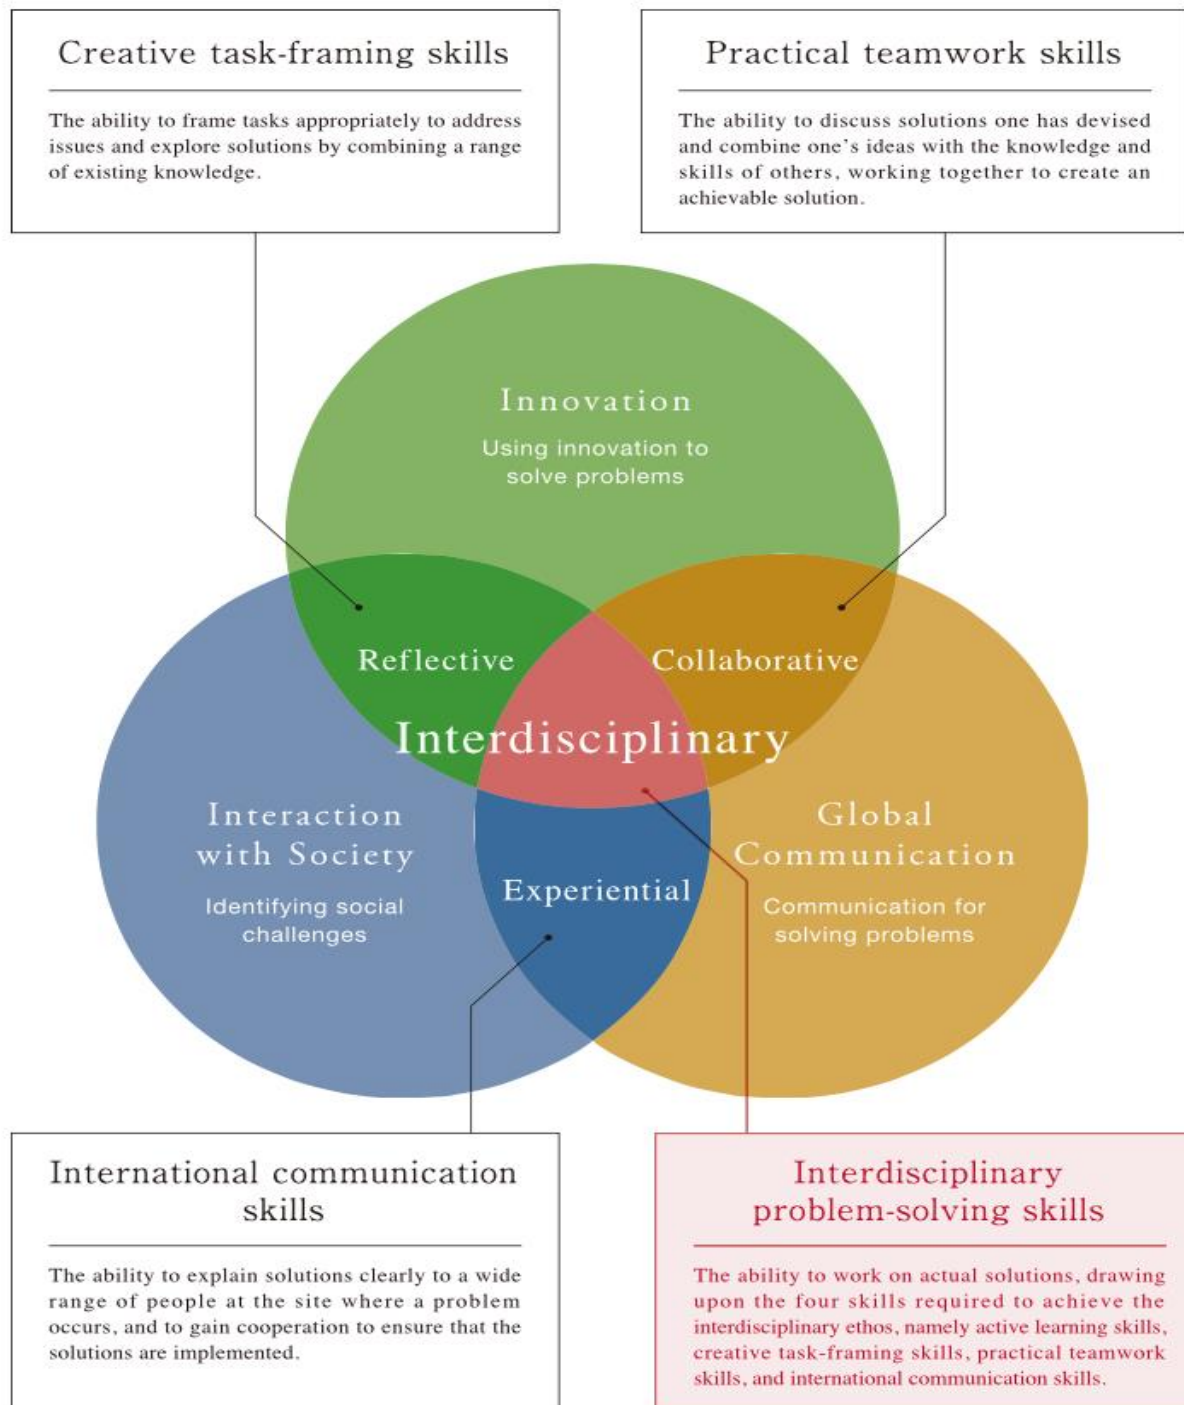 Creative task-framing skills
The ability to frame tasks appropriately to address
issues and explore solutions by combining a range
of existing knowledge.
Practical teamwork skills
The ability to discuss solutions one has devised
and combine one's ideas with the knowledge and
skills of others, working together to create an
achievable solution.
Innovation
Using innovation to
solve problems
Reflective
Collaborative
Interdisciplinary
Interaction
with Society
Identifying social
challenges
Experiential
Global
Communication
Communication for
solving problems
International communication
skills
The ability to explain solutions clearly to a wide
range of people at the site where a problem
occurs, and to gain cooperation to ensure that the
solutions are implemented.
Interdisciplinary
problem-solving skills
The ability to work on actual solutions, drawing
upon the four skills required to achieve the
interdisciplinary ethos, namely active learning skills,
creative task-framing skills, practical teamwork
skills, and international communication skills.